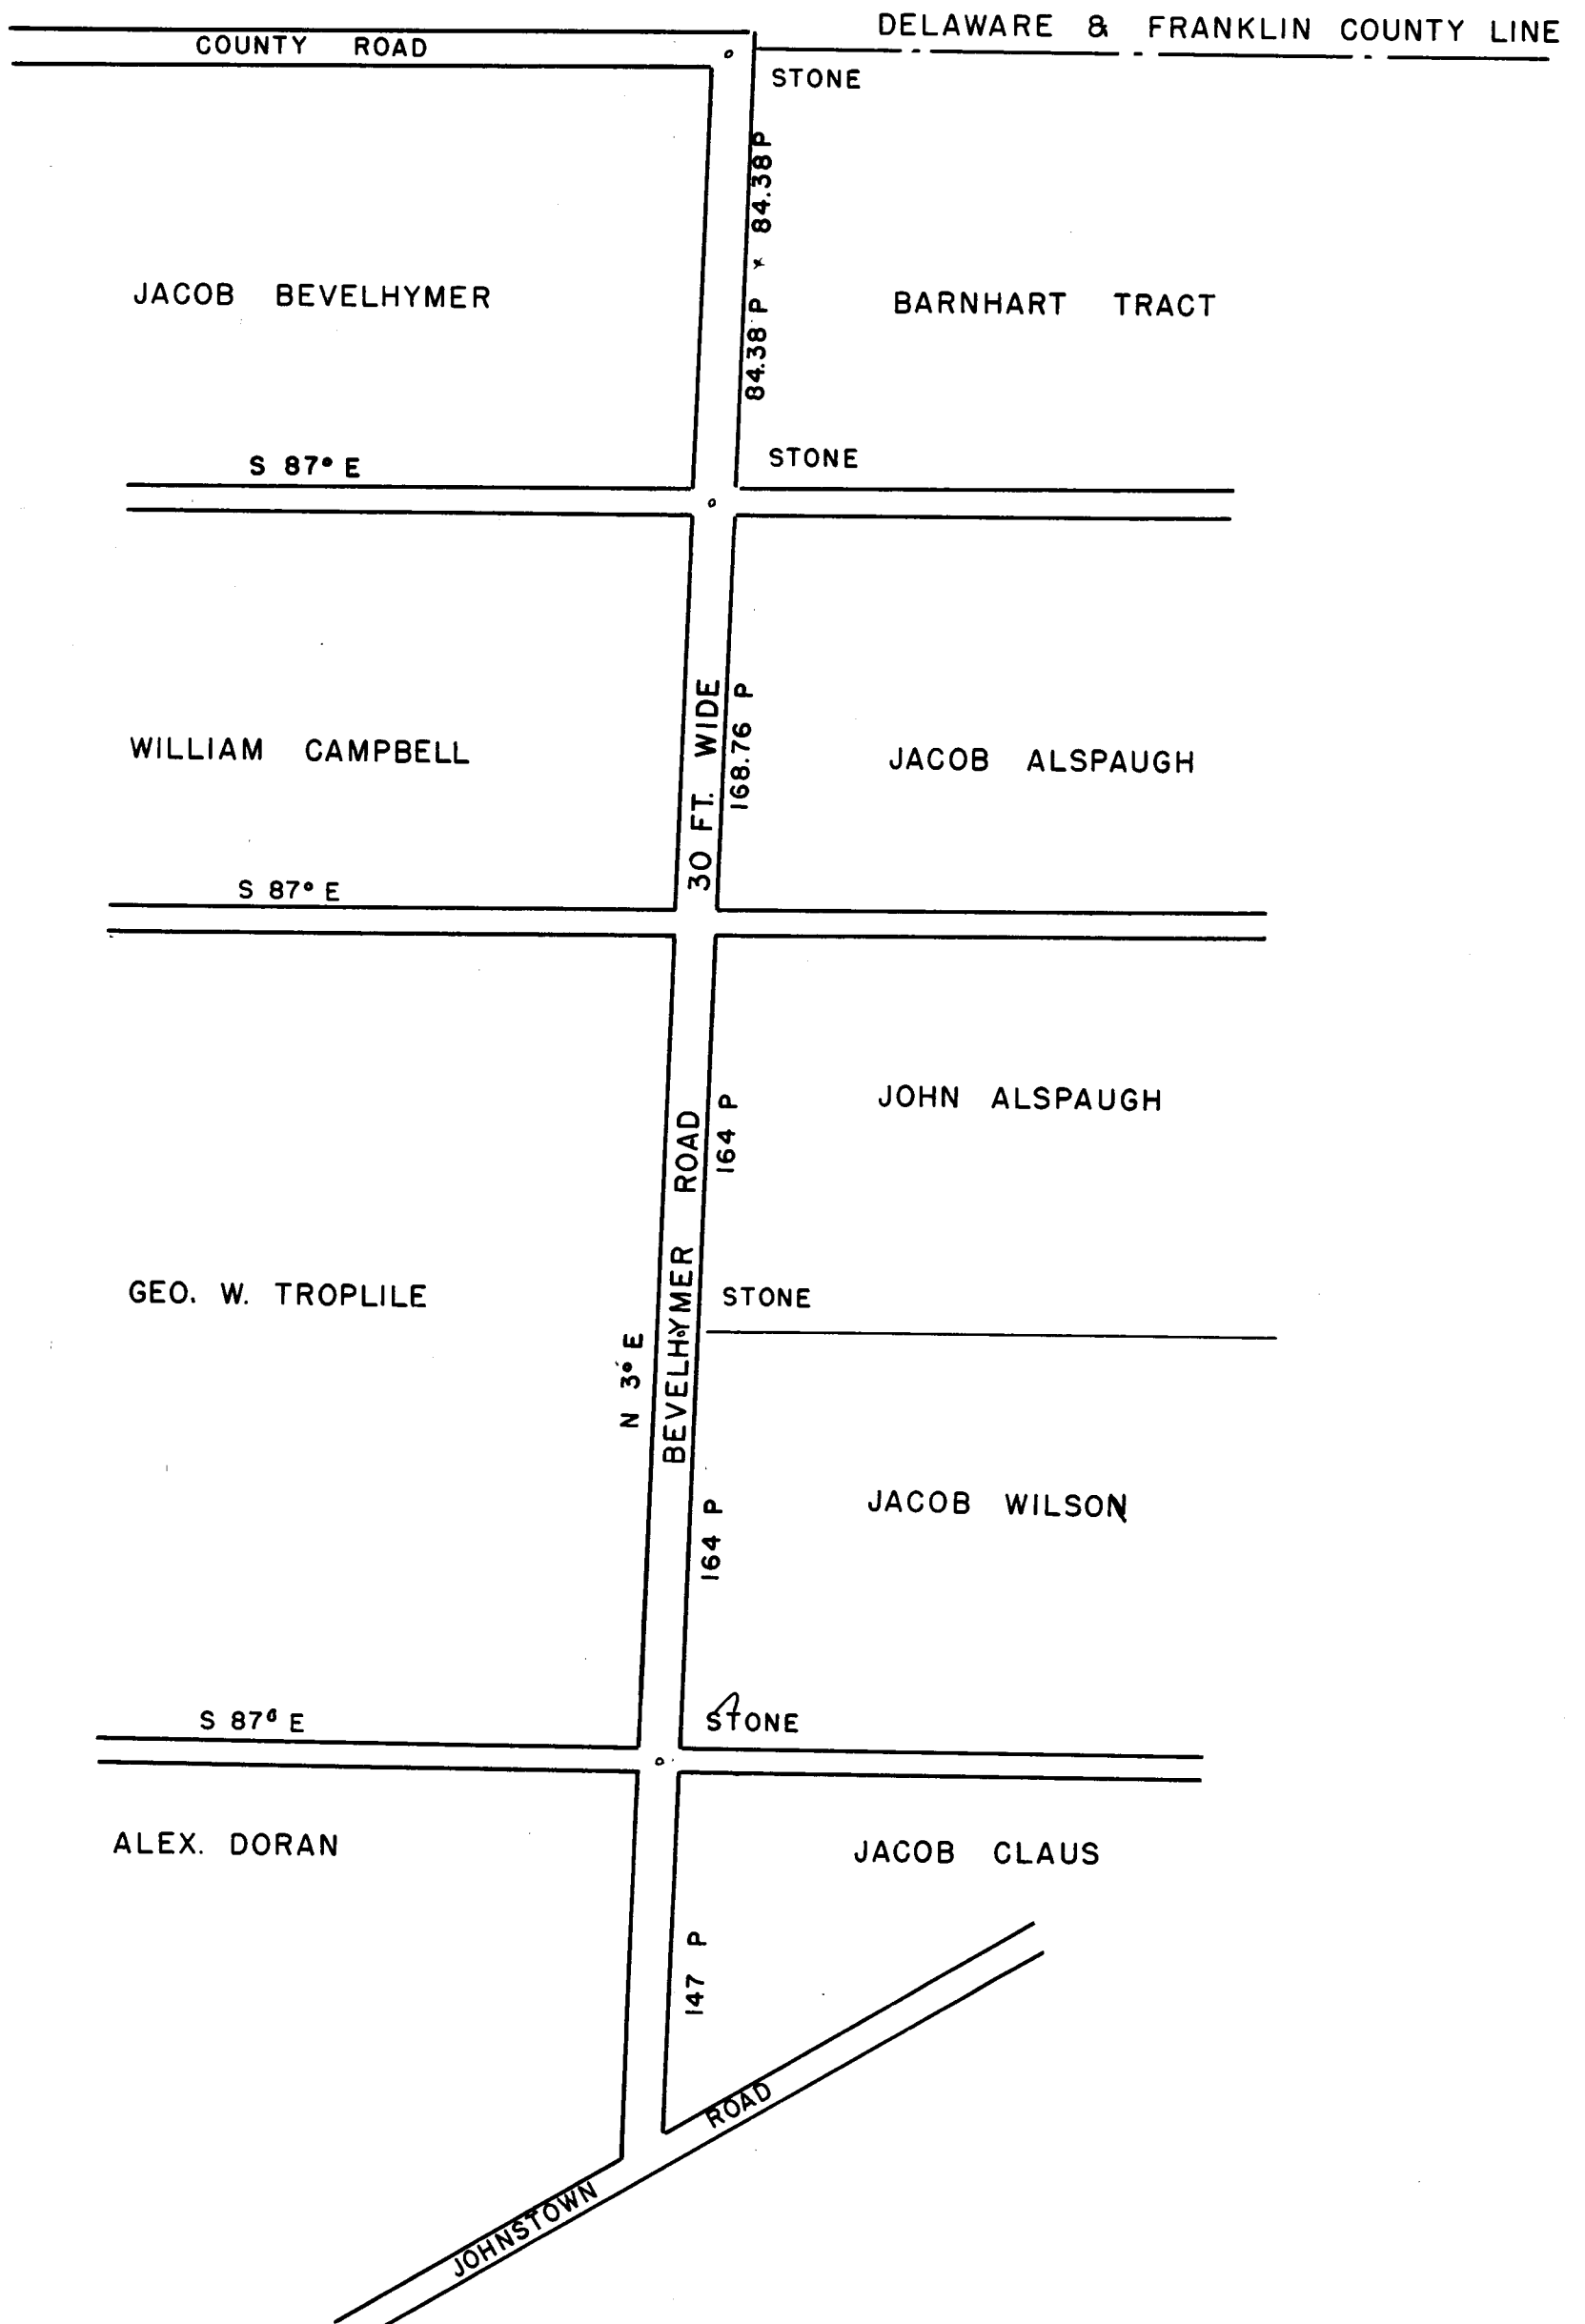 DELAWARE & FRANKLIN COUNTY LINE
COUNTY ROAD
STONE
84.38 P x 84.38 P
JACOB BEVELHYMER
BARNHART TRACT
S 87° E
STONE
30 FT. WIDE
168.76 P
WILLIAM CAMPBELL
JACOB ALSPAUGH
S 87° E
JOHN ALSPAUGH
164 P
BEVELHYMER ROAD
GEO. W. TROPLILE
STONE
N 3° E
JACOB WILSON
164 P
S 87° E
STONE
ALEX. DORAN
JACOB CLAUS
147 P
JOHNSTOWN ROAD